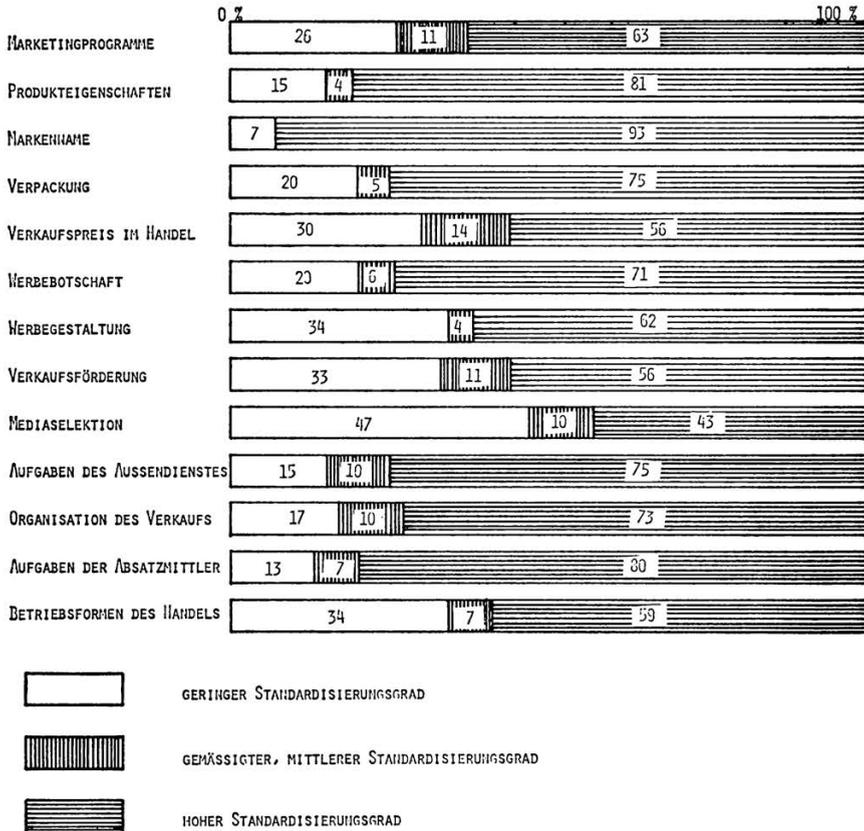 0 % 100 %
MARKETINGPROGRAMME 26 11 63
PRODUKTEIGENSCHAFTEN 15 4 81
MARKENNAME 7 93
VERPACKUNG 20 5 75
VERKAUFSPREIS IM HANDEL 30 14 56
WERBEBOTSCHAFT 23 6 71
WERBEGESTALTUNG 34 4 62
VERKAUFSFÖRDERUNG 33 11 56
MEDIASELEKTION 47 10 43
AUFGABEN DES AUSSENDIENSTES 15 10 75
ORGANISATION DES VERKAUFS 17 10 73
AUFGABEN DER ABSATZMITTLER 13 7 80
BETRIEBSFORMEN DES HANDELS 34 7 59
GERINGER STANDARDISIERUNGSGRAD
GEMÄSSIGTER, MITTLERER STANDARDISIERUNGSGRAD
HOHER STANDARDISIERUNGSGRAD